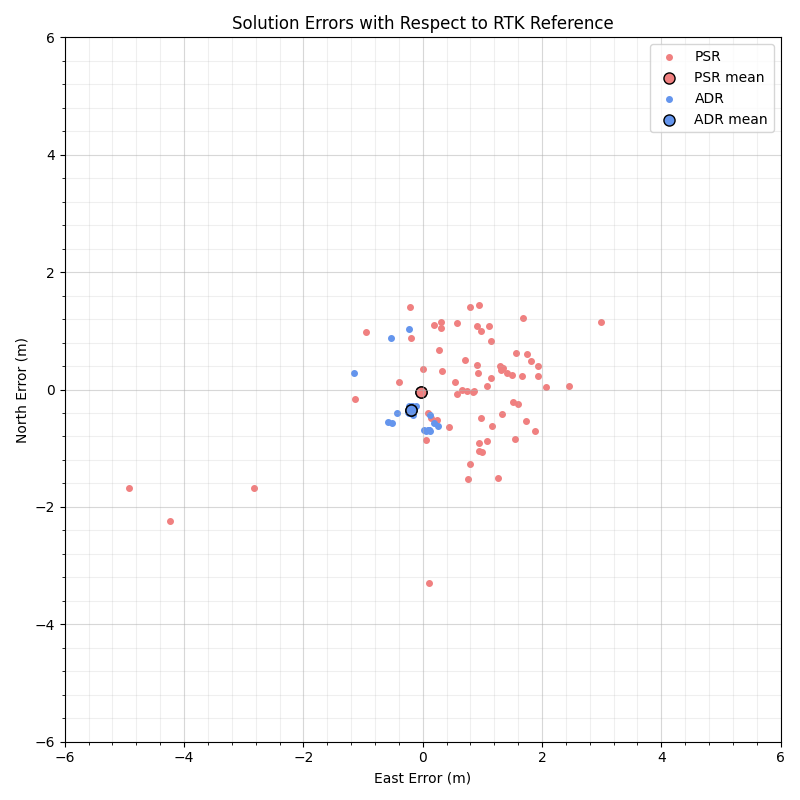 Solution Errors with Respect to RTK Reference
PSR
PSR mean
ADR
ADR mean
North Error (m)
6
4
2
0
−2
−4
−6
−6
−4
−2
0
2
4
6
East Error (m)